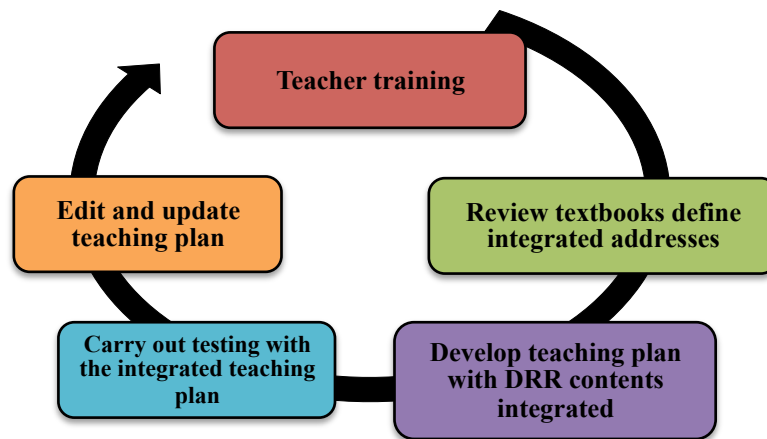 Teacher training
Review textbooks define
integrated addresses
Develop teaching plan
with DRR contents
integrated
Carry out testing with
the integrated teaching
plan
Edit and update
teaching plan